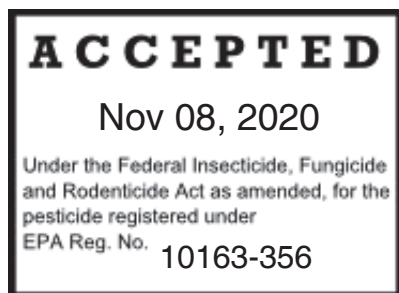 ACCEPTED
Nov 08, 2020
Under the Federal Insecticide, Fungicide
and Rodenticide Act as amended, for the
pesticide registered under
EPA Reg. No. 10163-356